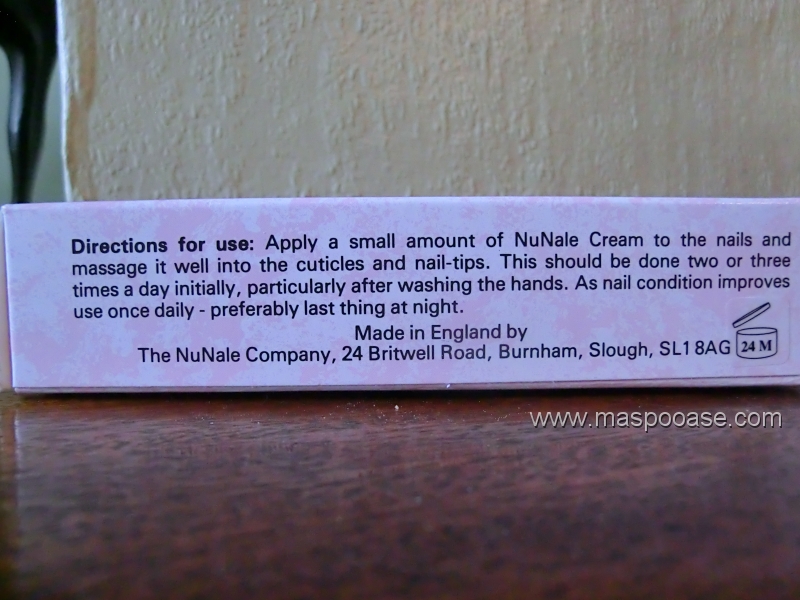 Directions for use: Apply a small amount of NuNale Cream to the nails and
massage it well into the cuticles and nail-tips. This should be done two or three
times a day initially, particularly after washing the hands. As nail condition improves
use once daily - preferably last thing at night.
Made in England by
The NuNale Company, 24 Britwell Road, Burnham, Slough, SL1 8AG
24 M
www.maspooase.com